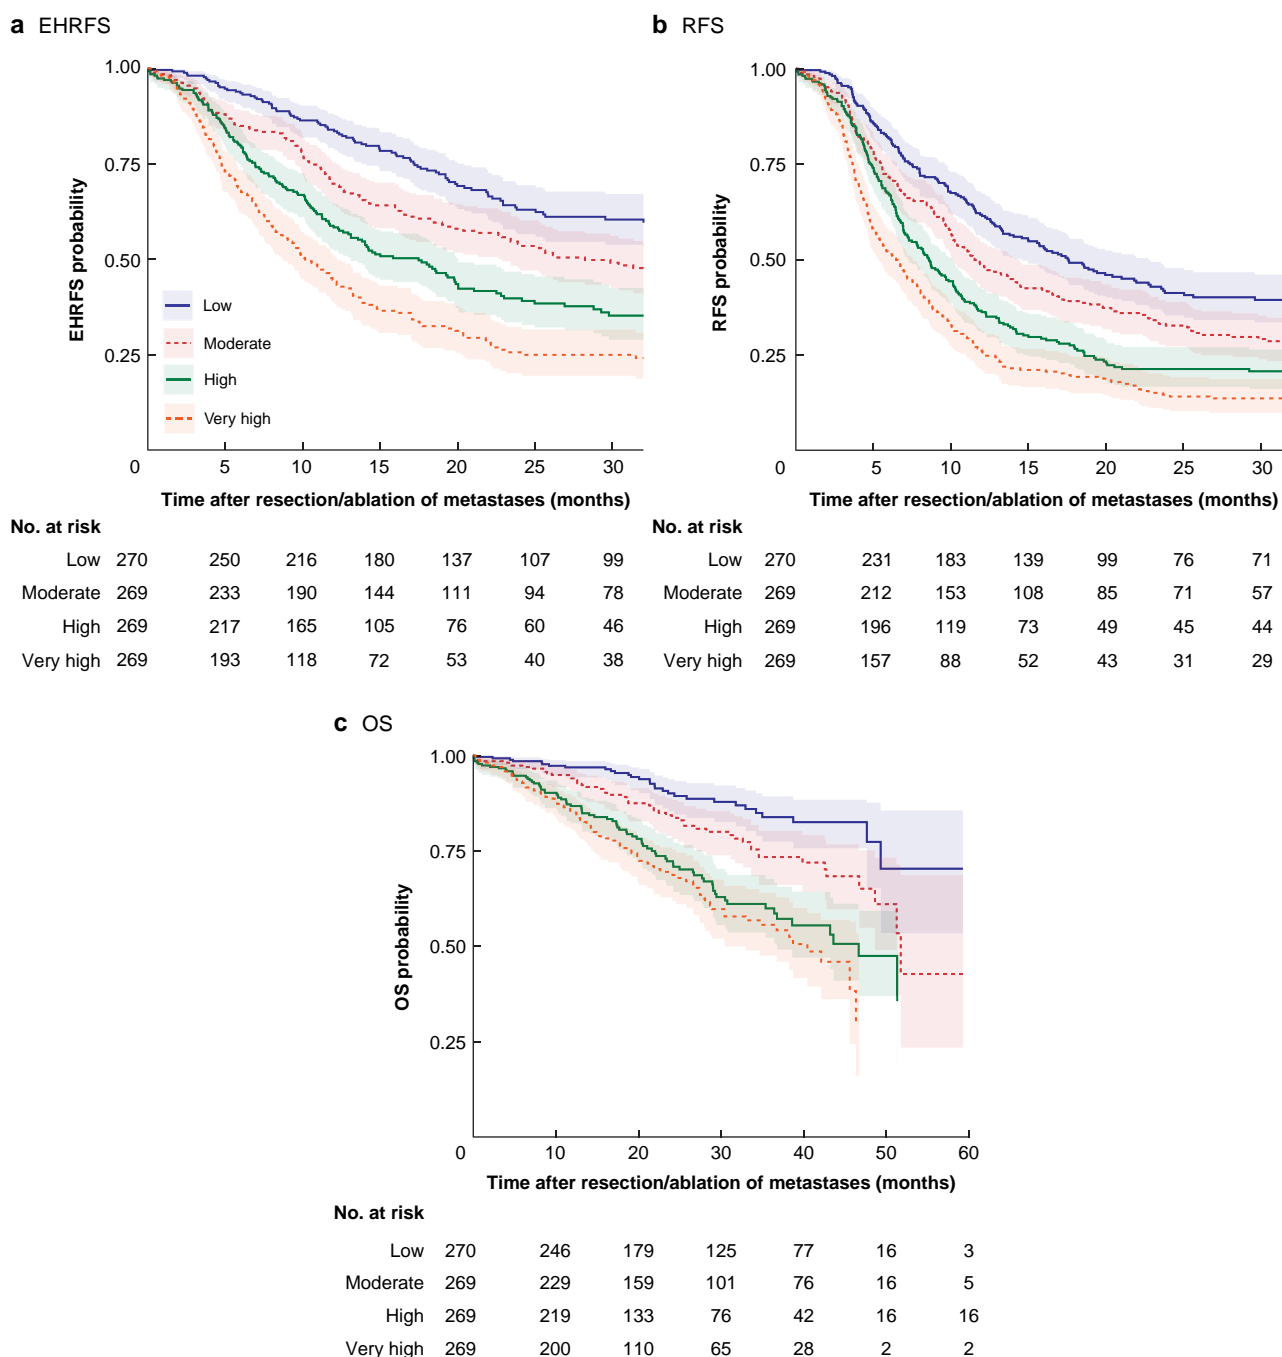 a EHRFS
1.00
0.75
0.50
0.25
0
5
10
15
20
25
30
EHRFS probability
Low
Moderate
High
Very high
Time after resection/ablation of metastases (months)
No. at risk
Low 270 250 216 180 137 107 99
Moderate 269 233 190 144 111 94 78
High 269 217 165 105 76 60 46
Very high 269 193 118 72 53 40 38
b RFS
1.00
0.75
0.50
0.25
0
5
10
15
20
25
30
RFS probability
Time after resection/ablation of metastases (months)
No. at risk
Low 270 231 183 139 99 76 71
Moderate 269 212 153 108 85 71 57
High 269 196 119 73 49 45 44
Very high 269 157 88 52 43 31 29
c OS
1.00
0.75
0.50
0.25
0
10
20
30
40
50
60
OS probability
Time after resection/ablation of metastases (months)
No. at risk
Low 270 246 179 125 77 16 3
Moderate 269 229 159 101 76 16 5
High 269 219 133 76 42 16 16
Very high 269 200 110 65 28 2 2